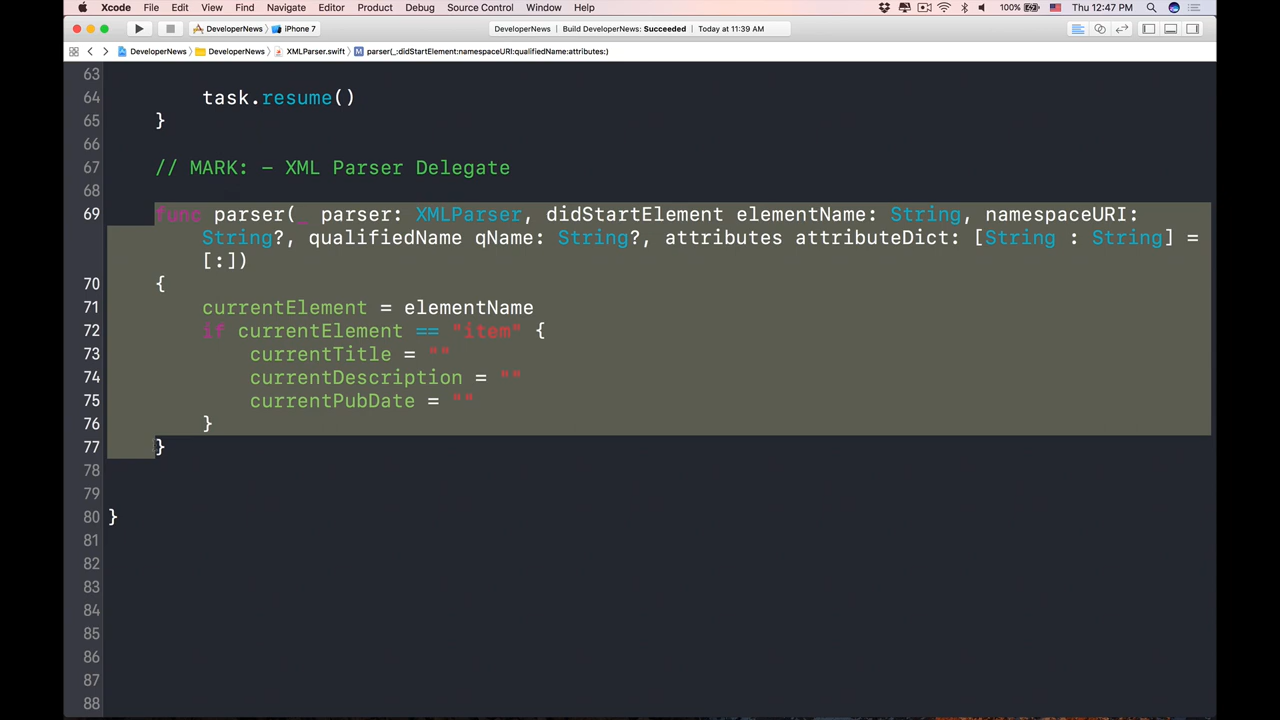 Xcode File Edit View Find Navigate Editor Product Debug Source Control Window Help 100% Thu 12:47 PM
DeveloperNews iPhone 7 DeveloperNews Build DeveloperNews: Succeeded Today at 11:39 AM
DeveloperNews DeveloperNews XMLParser.swift M parser(_:didStartElement:namespaceURI:qualifiedName:attributes:)
63
64 task.resume()
65 }
66
67 // MARK: - XML Parser Delegate
68
69 func parser(_ parser: XMLParser, didStartElement elementName: String, namespaceURI:
String?, qualifiedName qName: String?, attributes attributeDict: [String : String] =
[:])
70 {
71 currentElement = elementName
72 if currentElement == "item" {
73 currentTitle = ""
74 currentDescription = ""
75 currentPubDate = ""
76 }
77 }
78
79
80 }
81
82
83
84
85
86
87
88